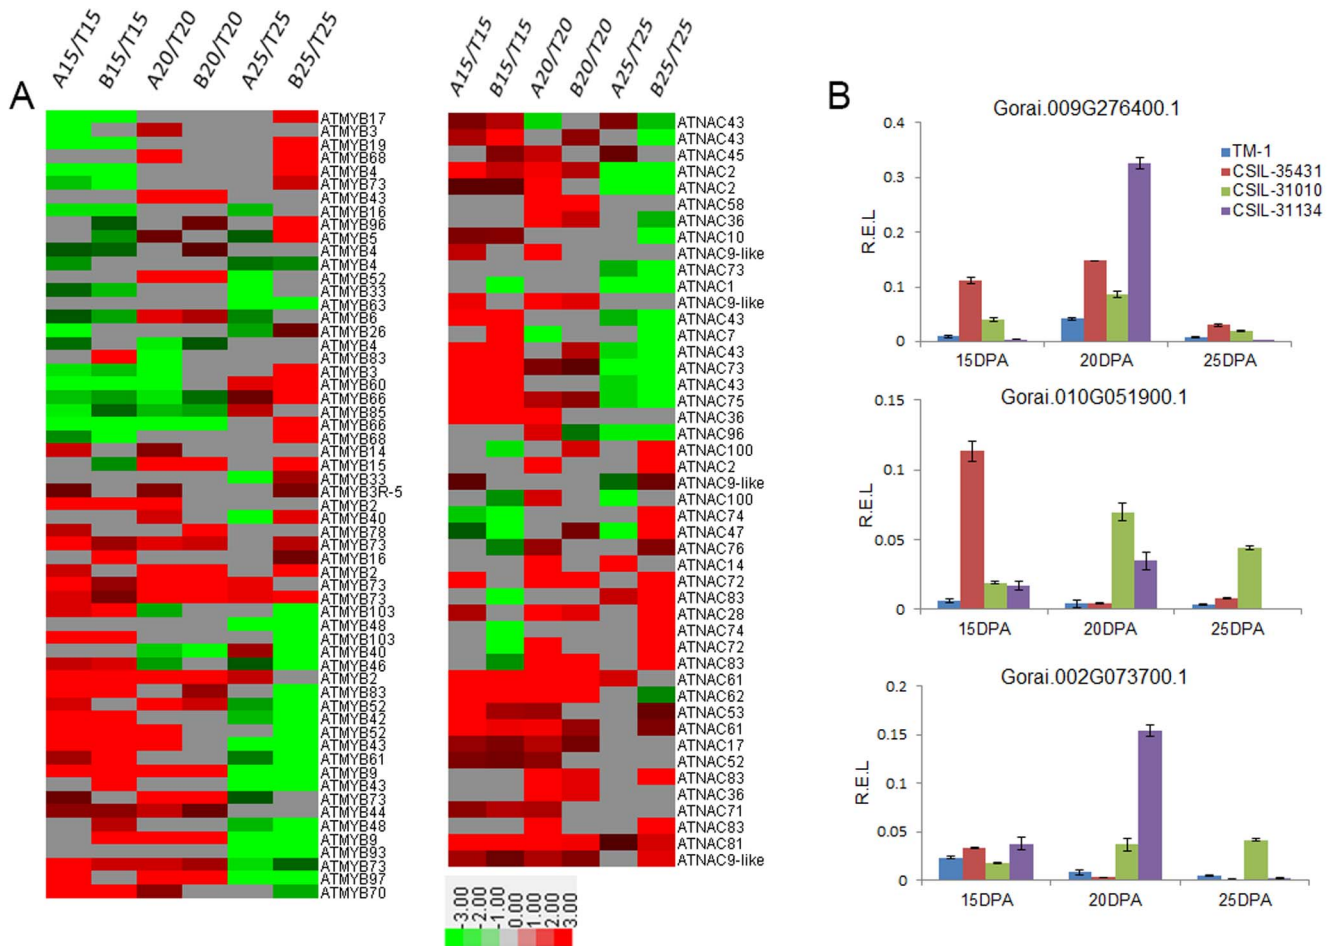 A
A15/T15
B15/T15
A20/T20
B20/T20
A25/T25
B25/T25
ATMYB17
ATMYB3
ATMYB19
ATMYB68
ATMYB4
ATMYB73
ATMYB43
ATMYB16
ATMYB96
ATMYB5
ATMYB4
ATMYB4
ATMYB52
ATMYB33
ATMYB63
ATMYB6
ATMYB26
ATMYB4
ATMYB83
ATMYB3
ATMYB60
ATMYB66
ATMYB85
ATMYB66
ATMYB68
ATMYB14
ATMYB15
ATMYB33
ATMYB3R-5
ATMYB2
ATMYB40
ATMYB78
ATMYB73
ATMYB16
ATMYB2
ATMYB73
ATMYB73
ATMYB103
ATMYB48
ATMYB103
ATMYB40
ATMYB46
ATMYB2
ATMYB83
ATMYB52
ATMYB42
ATMYB52
ATMYB43
ATMYB61
ATMYB9
ATMYB43
ATMYB73
ATMYB44
ATMYB48
ATMYB9
ATMYB93
ATMYB73
ATMYB97
ATMYB70
A15/T15
B15/T15
A20/T20
B20/T20
A25/T25
B25/T25
ATNAC43
ATNAC43
ATNAC45
ATNAC2
ATNAC2
ATNAC58
ATNAC36
ATNAC10
ATNAC9-like
ATNAC73
ATNAC1
ATNAC9-like
ATNAC43
ATNAC7
ATNAC43
ATNAC73
ATNAC43
ATNAC75
ATNAC36
ATNAC96
ATNAC100
ATNAC2
ATNAC9-like
ATNAC100
ATNAC74
ATNAC47
ATNAC76
ATNAC14
ATNAC72
ATNAC83
ATNAC28
ATNAC74
ATNAC72
ATNAC83
ATNAC61
ATNAC62
ATNAC53
ATNAC61
ATNAC17
ATNAC52
ATNAC83
ATNAC36
ATNAC71
ATNAC83
ATNAC81
ATNAC9-like
-3.00
-2.00
-1.00
0.00
1.00
2.00
3.00
B
Gorai.009G276400.1
0.4
0.3
0.2
0.1
0
R.E.L
TM-1
CSIL-35431
CSIL-31010
CSIL-31134
15DPA
20DPA
25DPA
Gorai.010G051900.1
0.15
0.1
0.05
0
R.E.L
15DPA
20DPA
25DPA
Gorai.002G073700.1
0.2
0.15
0.1
0.05
0
R.E.L
15DPA
20DPA
25DPA